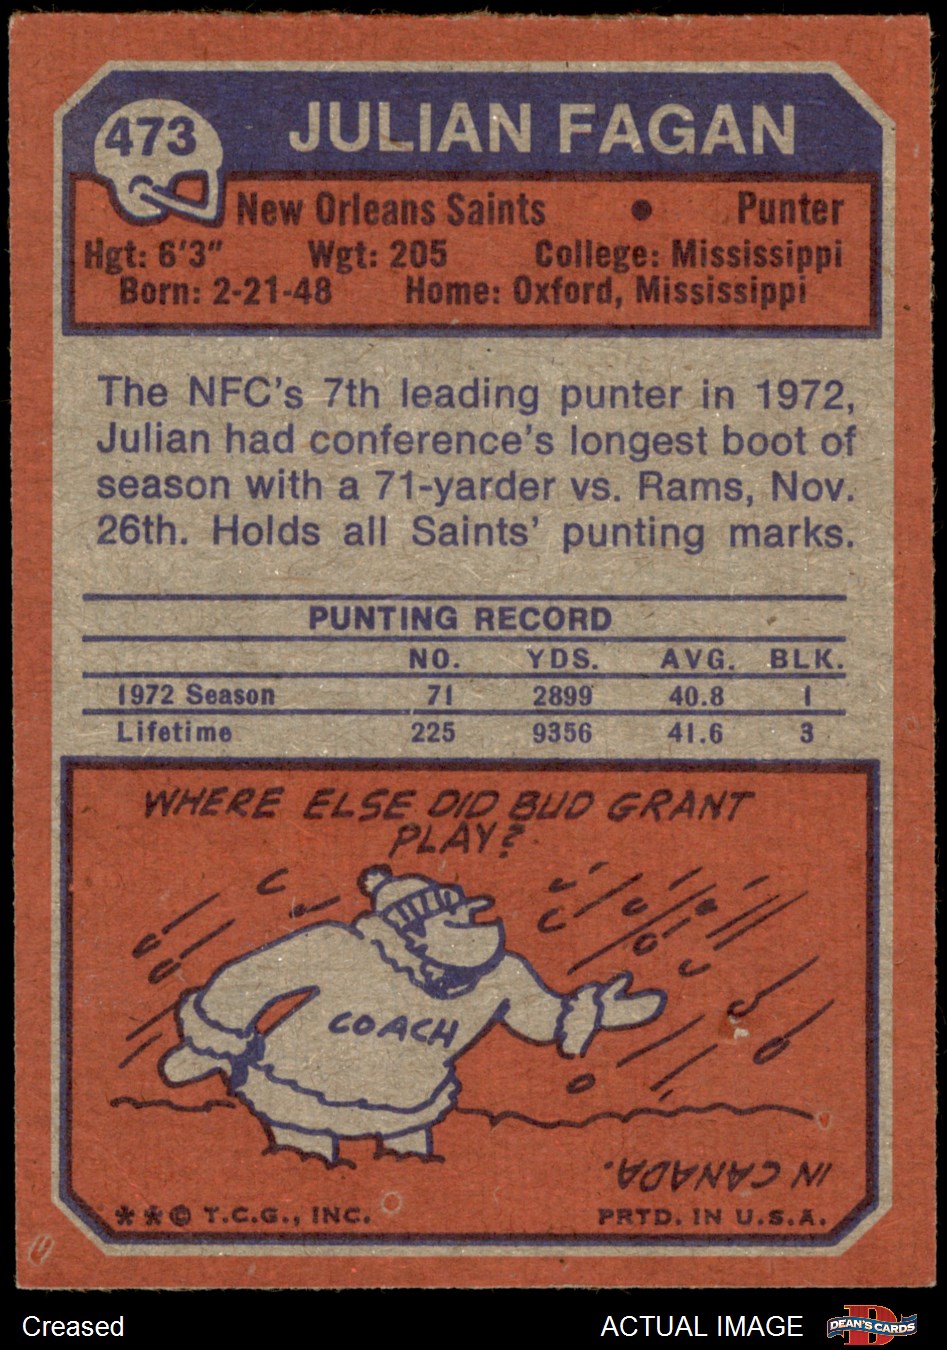 473
JULIAN FAGAN
New Orleans Saints • Punter
Hgt: 6'3" Wgt: 205 College: Mississippi
Born: 2-21-48 Home: Oxford, Mississippi
The NFC's 7th leading punter in 1972,
Julian had conference's longest boot of
season with a 71-yarder vs. Rams, Nov.
26th. Holds all Saints' punting marks.
PUNTING RECORD
NO. YDS. AVG. BLK.
1972 Season 71 2899 40.8 1
Lifetime 225 9356 41.6 3
WHERE ELSE DID BUD GRANT
PLAY?
COACH
IN CANADA.
**© T.C.G., INC. PRTD. IN U.S.A.
Creased
ACTUAL IMAGE
DEAN'S CARDS